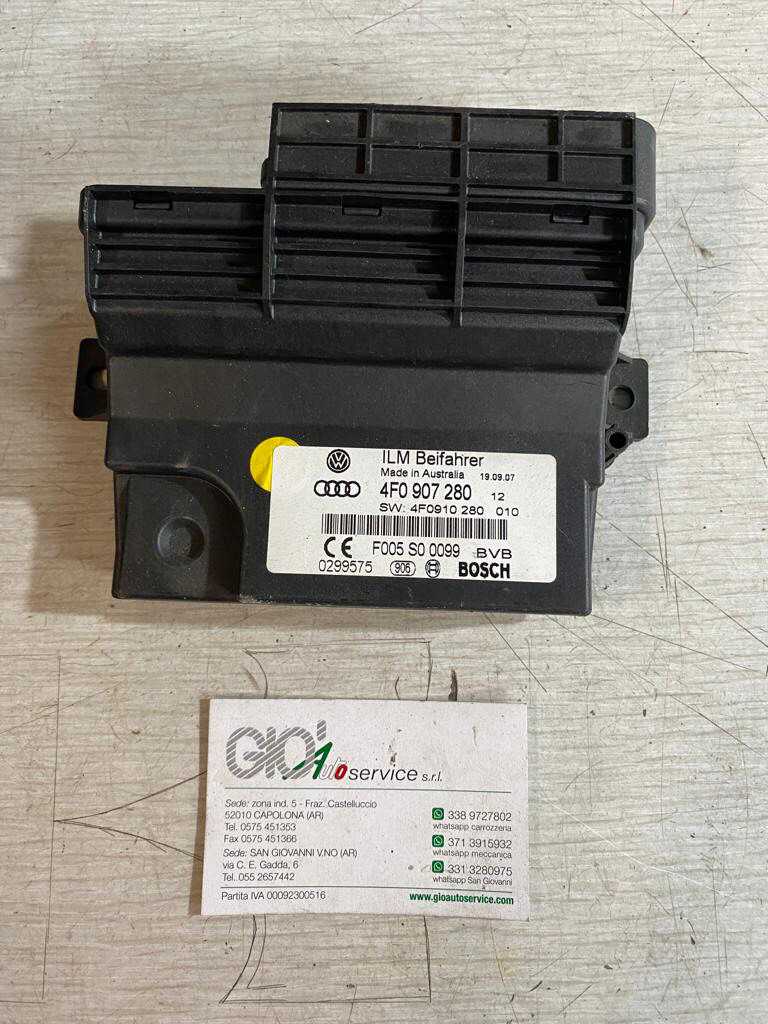 ILM Beifahrer
Made in Australia 19.09.07
4F0 907 280 12
SW: 4F0910 280 010
CE F005 S0 0099 BVB
0299575 906 BOSCH
GIO' Auto service s.r.l.
Sede: zona ind. 5 - Fraz. Castelluccio
52010 CAPOLONA (AR)
Tel. 0575 451353
Fax 0575 451366
Sede: SAN GIOVANNI V.NO (AR)
via C. E. Gadda, 6
Tel. 055 2657442
Partita IVA 00092300516
338 9727802
whatsapp carrozzeria
371 3915932
whatsapp meccanica
331 3280975
whatsapp San Giovanni
www.gioautoservice.com